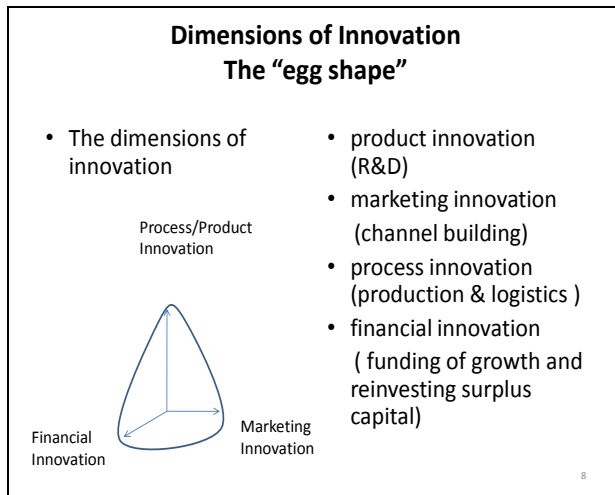 Dimensions of Innovation
The “egg shape”
• The dimensions of
innovation
Process/Product
Innovation
Financial
Innovation
Marketing
Innovation
• product innovation
(R&D)
• marketing innovation
(channel building)
• process innovation
(production & logistics )
• financial innovation
( funding of growth and
reinvesting surplus
capital)
8